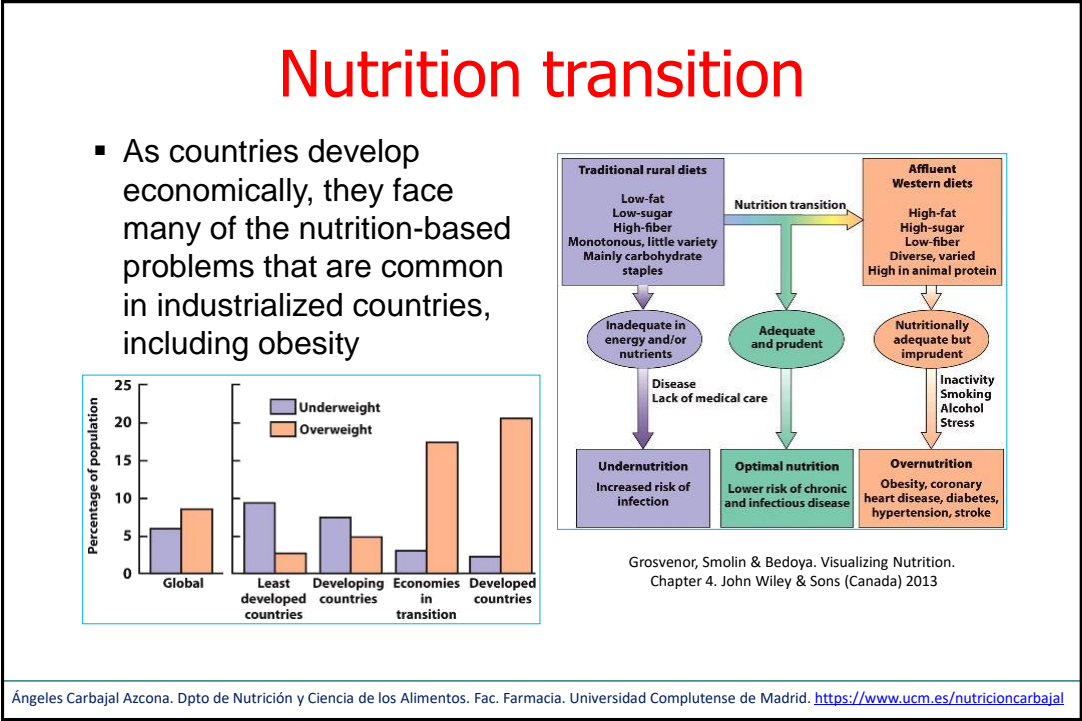 Nutrition transition
▪ As countries develop
economically, they face
many of the nutrition-based
problems that are common
in industrialized countries,
including obesity
Percentage of population
25
20
15
10
5
0
Underweight
Overweight
Global
Least
developed
countries
Developing
countries
Economies
in
transition
Developed
countries
Traditional rural diets
Low-fat
Low-sugar
High-fiber
Monotonous, little variety
Mainly carbohydrate
staples
Nutrition transition
Affluent
Western diets
High-fat
High-sugar
Low-fiber
Diverse, varied
High in animal protein
Inadequate in
energy and/or
nutrients
Adequate
and prudent
Nutritionally
adequate but
imprudent
Disease
Lack of medical care
Inactivity
Smoking
Alcohol
Stress
Undernutrition
Increased risk of
infection
Optimal nutrition
Lower risk of chronic
and infectious disease
Overnutrition
Obesity, coronary
heart disease, diabetes,
hypertension, stroke
Grosvenor, Smolin & Bedoya. Visualizing Nutrition.
Chapter 4. John Wiley & Sons (Canada) 2013
Ángeles Carbajal Azcona. Dpto de Nutrición y Ciencia de los Alimentos. Fac. Farmacia. Universidad Complutense de Madrid. https://www.ucm.es/nutricioncarbajal